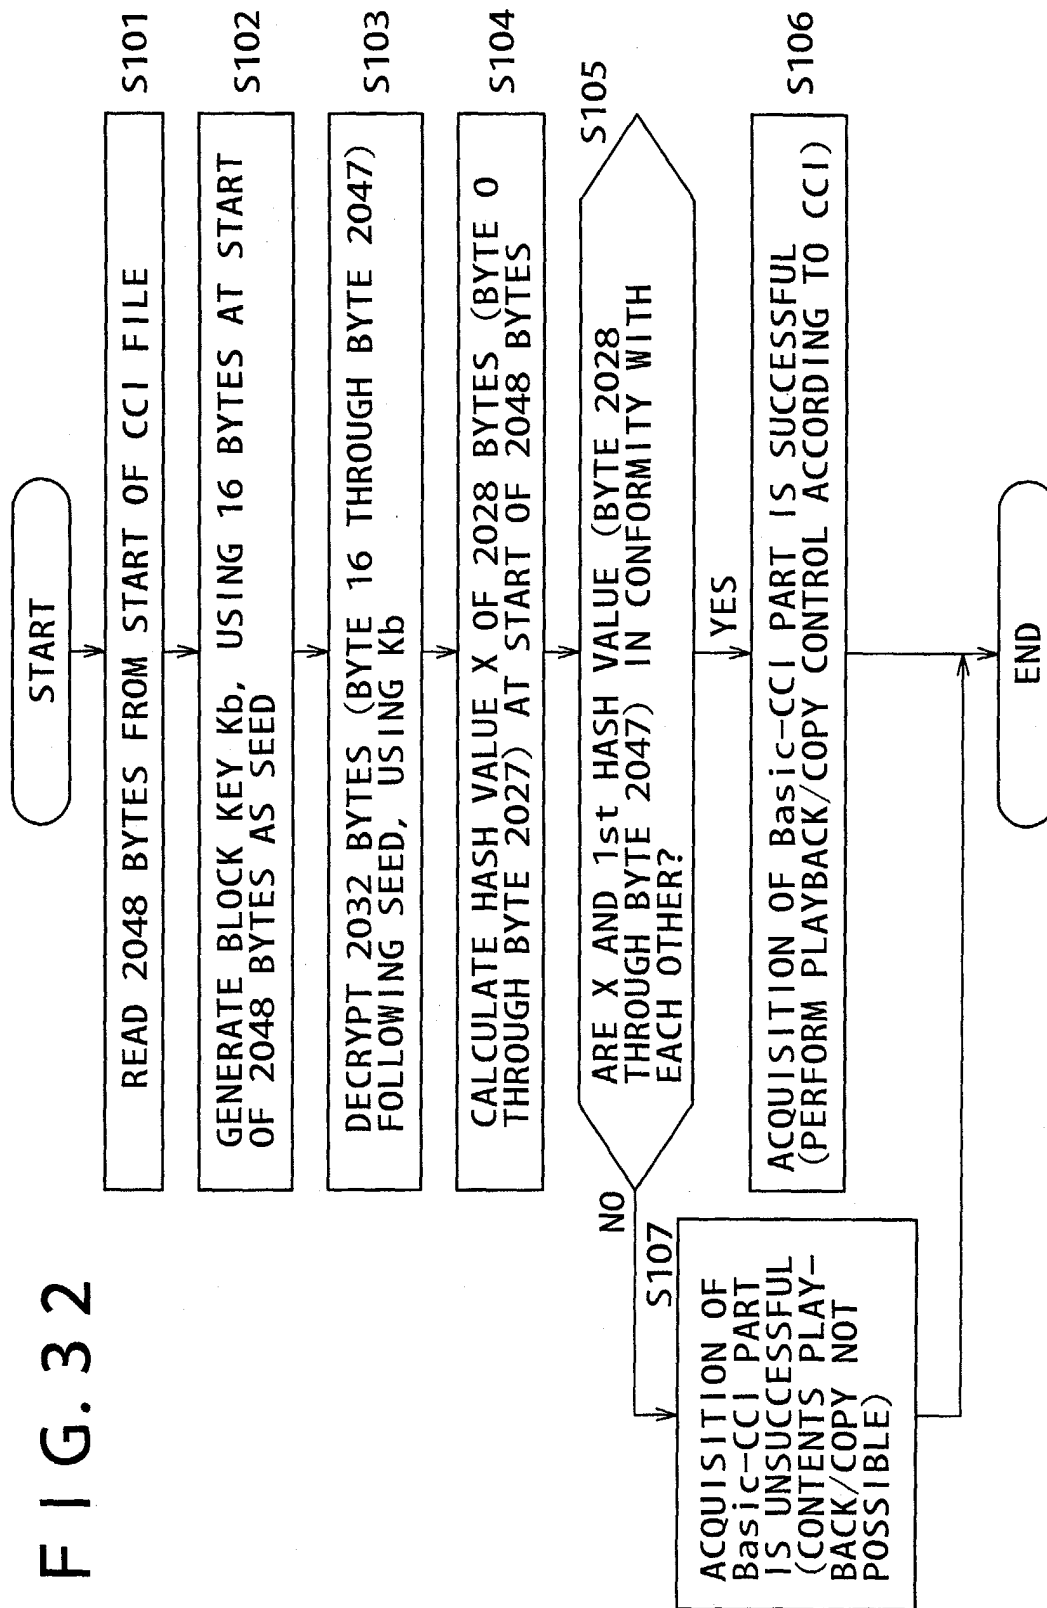 FIG.32
START
READ 2048 BYTES FROM START OF CCI FILE
S101
GENERATE BLOCK KEY Kb, USING 16 BYTES AT START
OF 2048 BYTES AS SEED
S102
DECRYPT 2032 BYTES (BYTE 16 THROUGH BYTE 2047)
FOLLOWING SEED, USING Kb
S103
CALCULATE HASH VALUE X OF 2028 BYTES (BYTE 0
THROUGH BYTE 2027) AT START OF 2048 BYTES
S104
ARE X AND 1st HASH VALUE (BYTE 2028
THROUGH BYTE 2047) IN CONFORMITY WITH
EACH OTHER?
S105
NO
YES
S107
ACQUISITION OF
Basic-CCI PART
IS UNSUCCESSFUL
(CONTENTS PLAY-
BACK/COPY NOT
POSSIBLE)
ACQUISITION OF Basic-CCI PART IS SUCCESSFUL
(PERFORM PLAYBACK/COPY CONTROL ACCORDING TO CCI)
S106
END